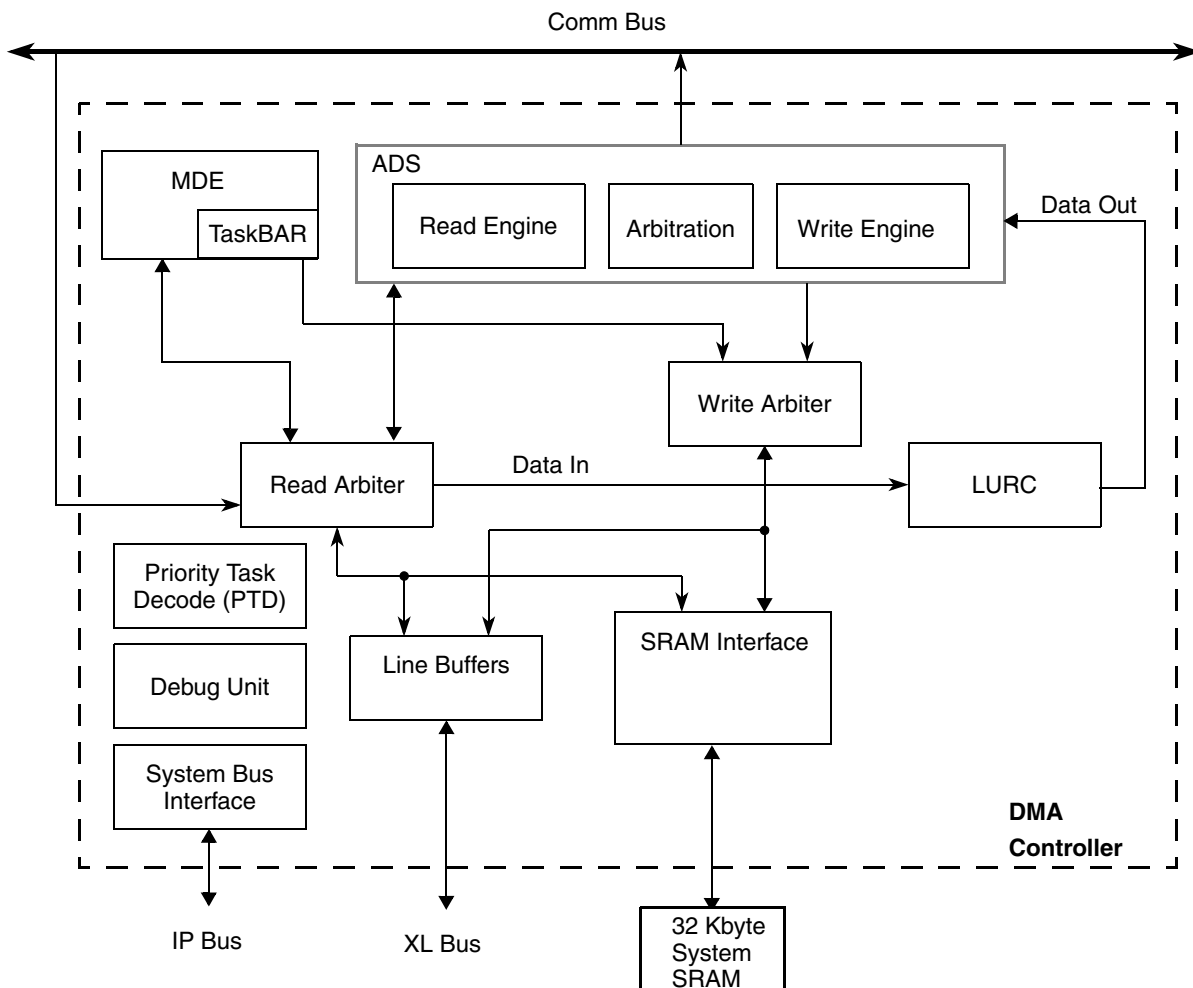 Comm Bus
MDE
TaskBAR
ADS
Read Engine
Arbitration
Write Engine
Data Out
Write Arbiter
Read Arbiter
Data In
LURC
Priority Task
Decode (PTD)
Line Buffers
SRAM Interface
Debug Unit
System Bus
Interface
DMA
Controller
IP Bus
XL Bus
32 Kbyte
System
SRAM